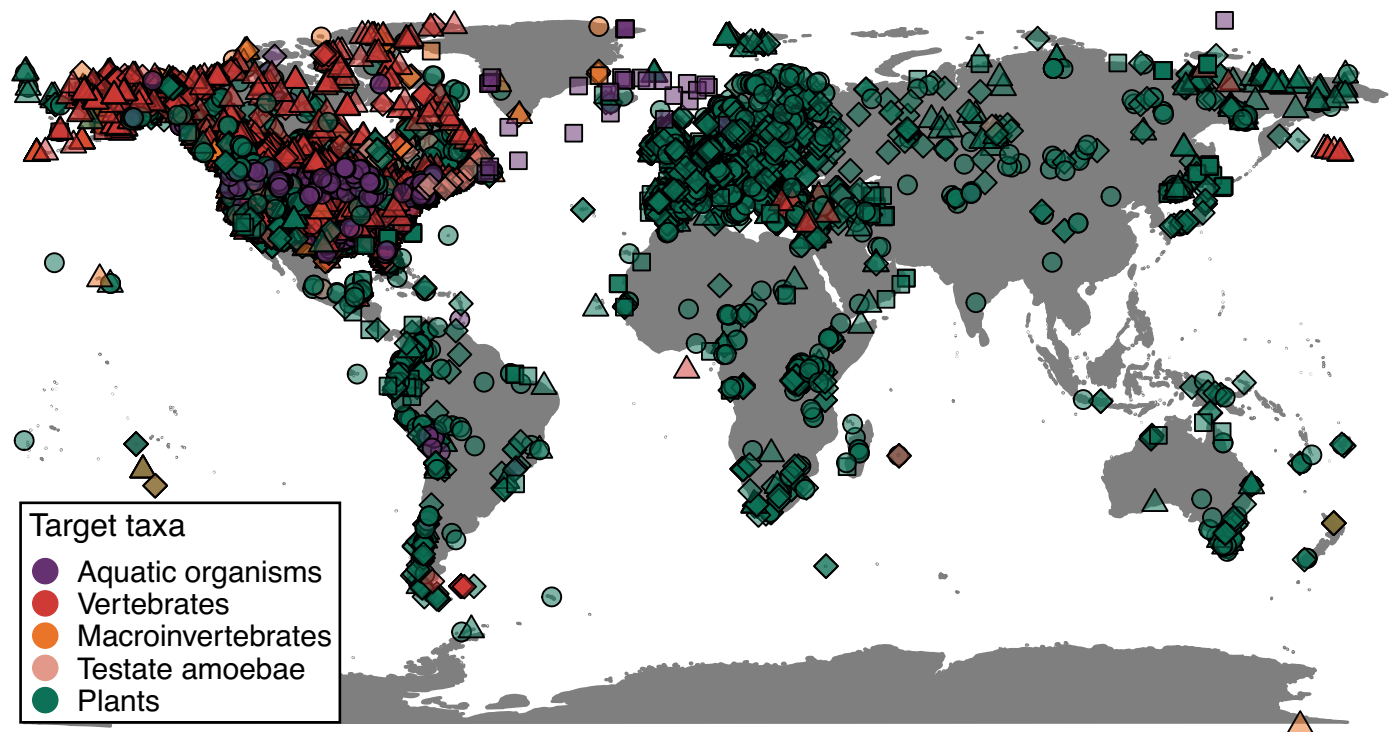 Target taxa
Aquatic organisms
Vertebrates
Macroinvertebrates
Testate amoebae
Plants